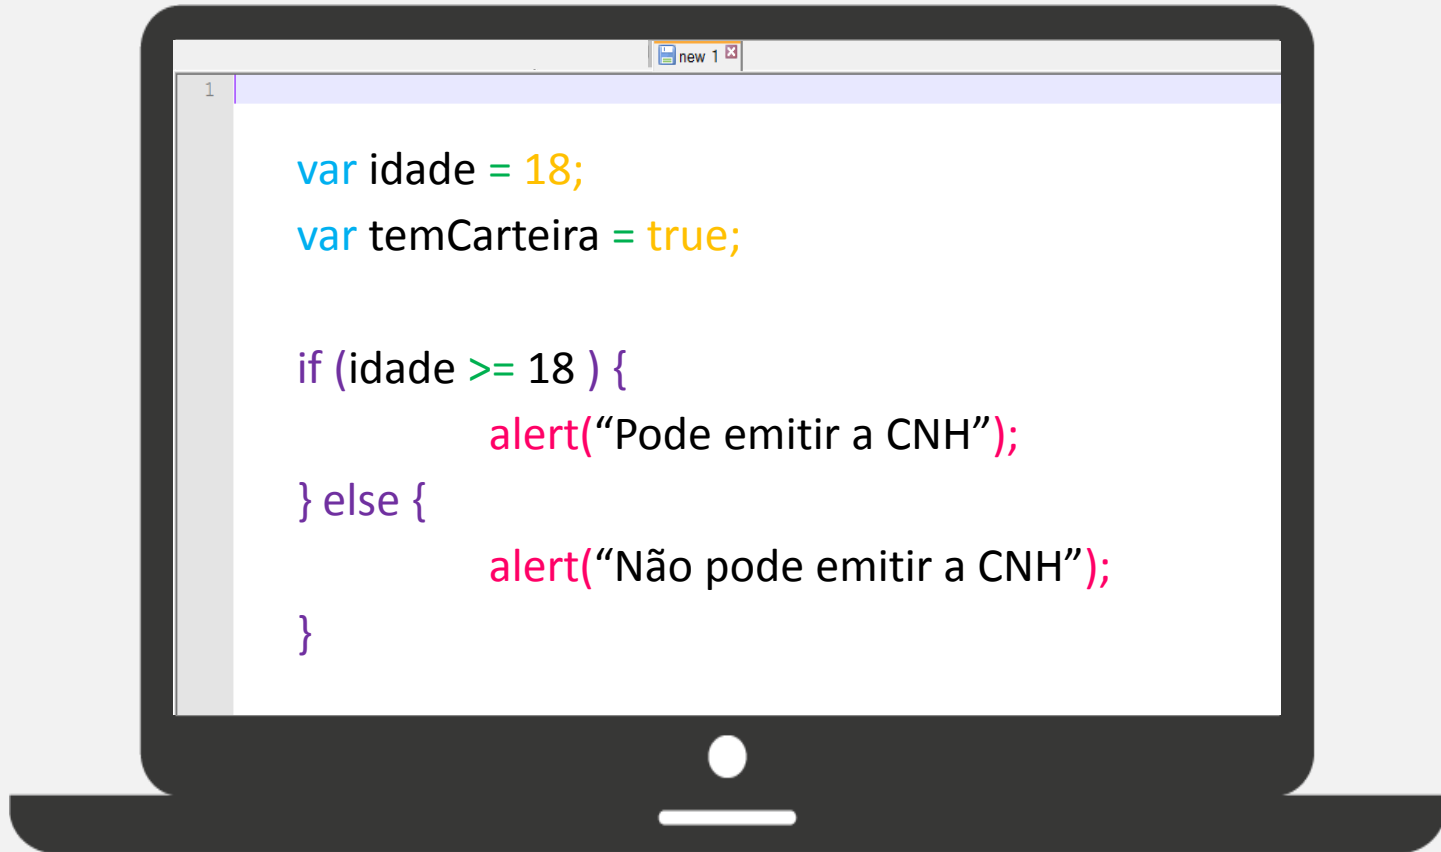 new 1
1
var idade = 18;
var temCarteira = true;
if (idade >= 18 ) {
alert(“Pode emitir a CNH”);
} else {
alert(“Não pode emitir a CNH”);
}